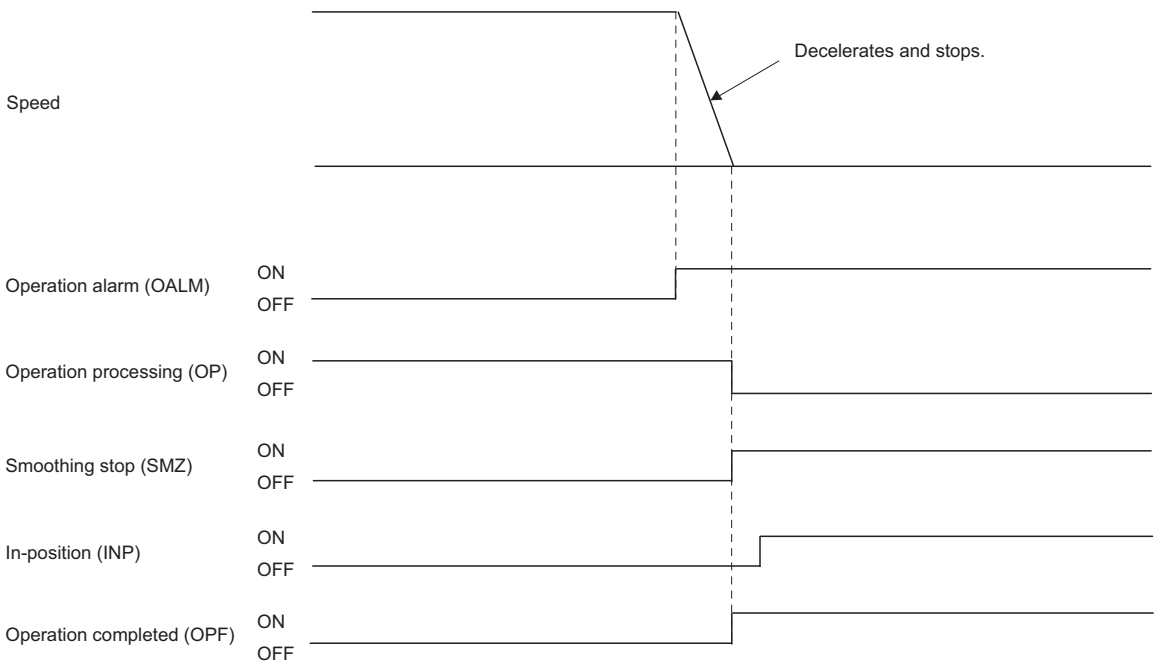 Decelerates and stops.
Speed
Operation alarm (OALM)
ON
OFF
Operation processing (OP)
ON
OFF
Smoothing stop (SMZ)
ON
OFF
In-position (INP)
ON
OFF
Operation completed (OPF)
ON
OFF